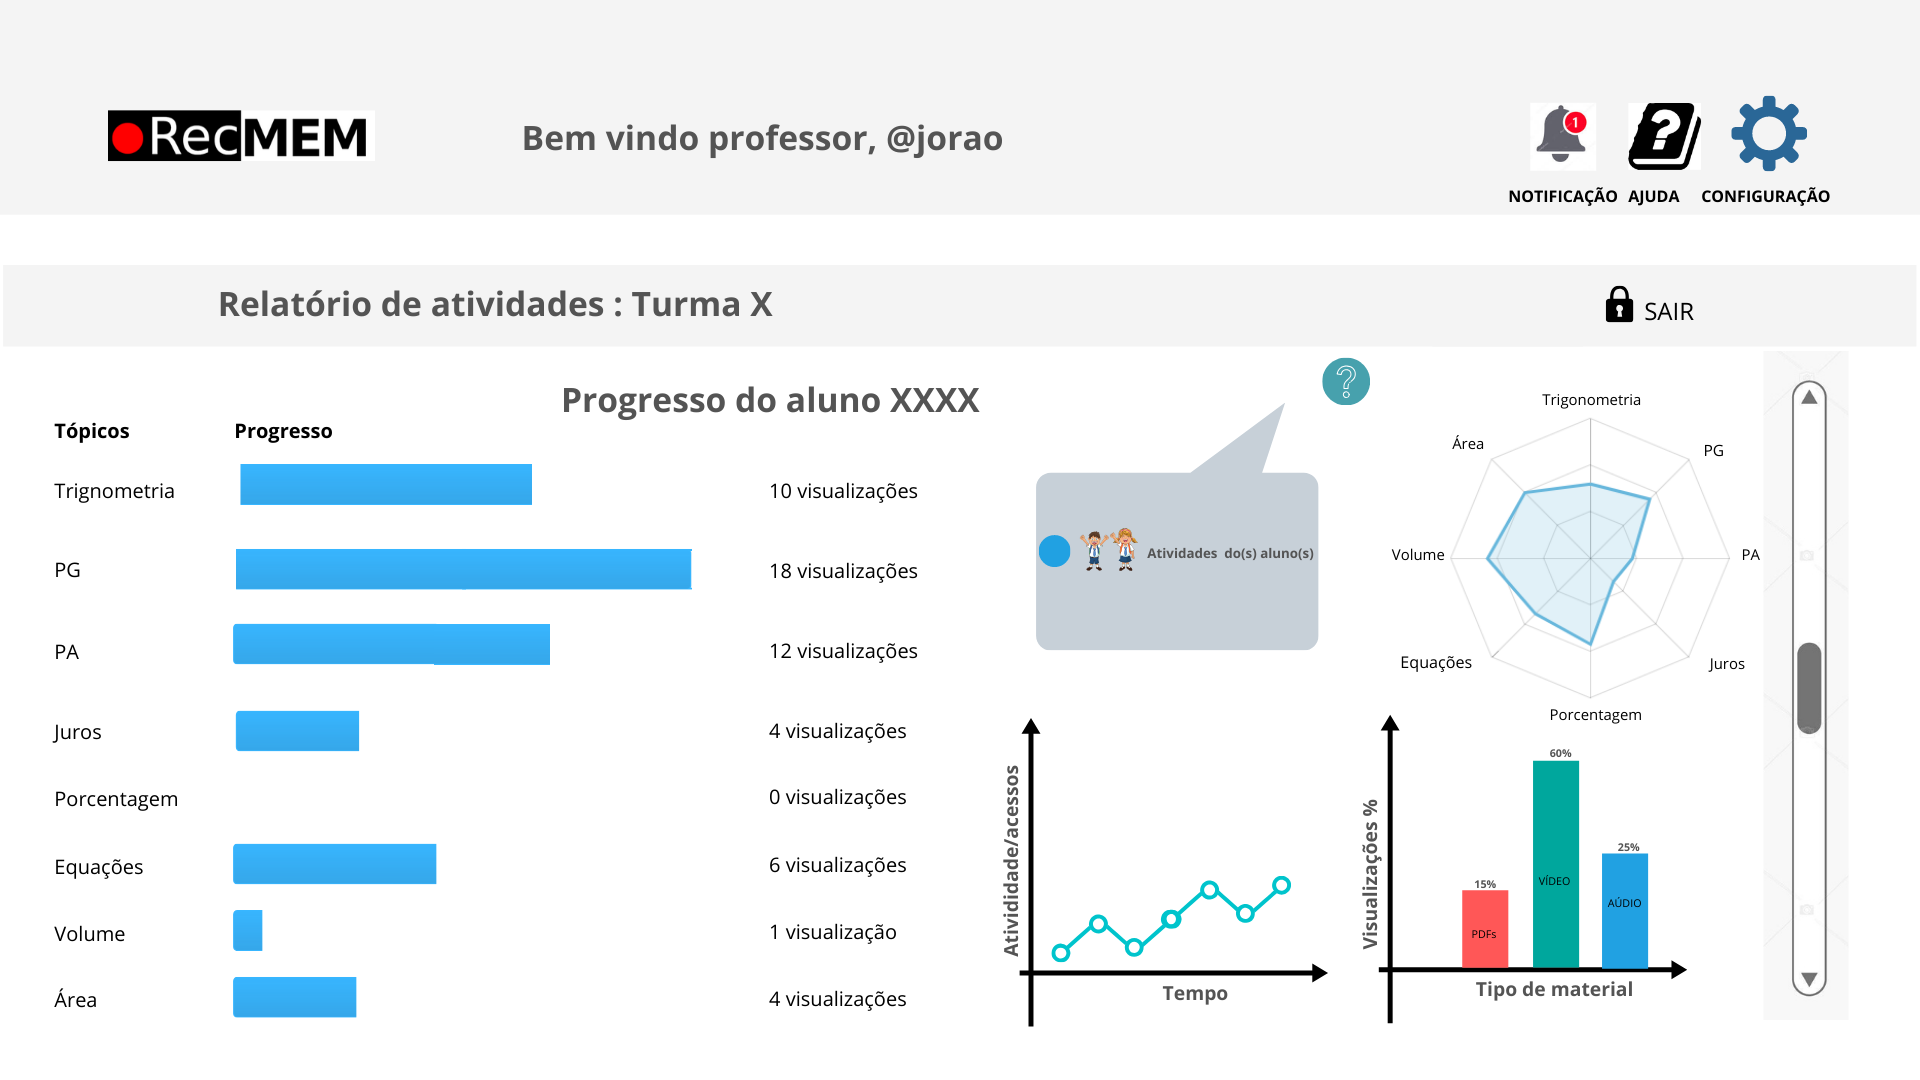 RecMEM
Bem vindo professor, @jorao
1
?
NOTIFICAÇÃO AJUDA CONFIGURAÇÃO
Relatório de atividades : Turma X
SAIR
Progresso do aluno XXXX
?
Tópicos Progresso
Trignometria 10 visualizações
PG 18 visualizações
PA 12 visualizações
Juros 4 visualizações
Porcentagem 0 visualizações
Equações 6 visualizações
Volume 1 visualização
Área 4 visualizações
Atividades do(s) aluno(s)
Trigonometria
Área
PG
Volume
PA
Equações
Juros
Porcentagem
Ativididade/acessos
Tempo
Visualizações %
60%
25%
15%
VÍDEO
AÚDIO
PDFs
Tipo de material